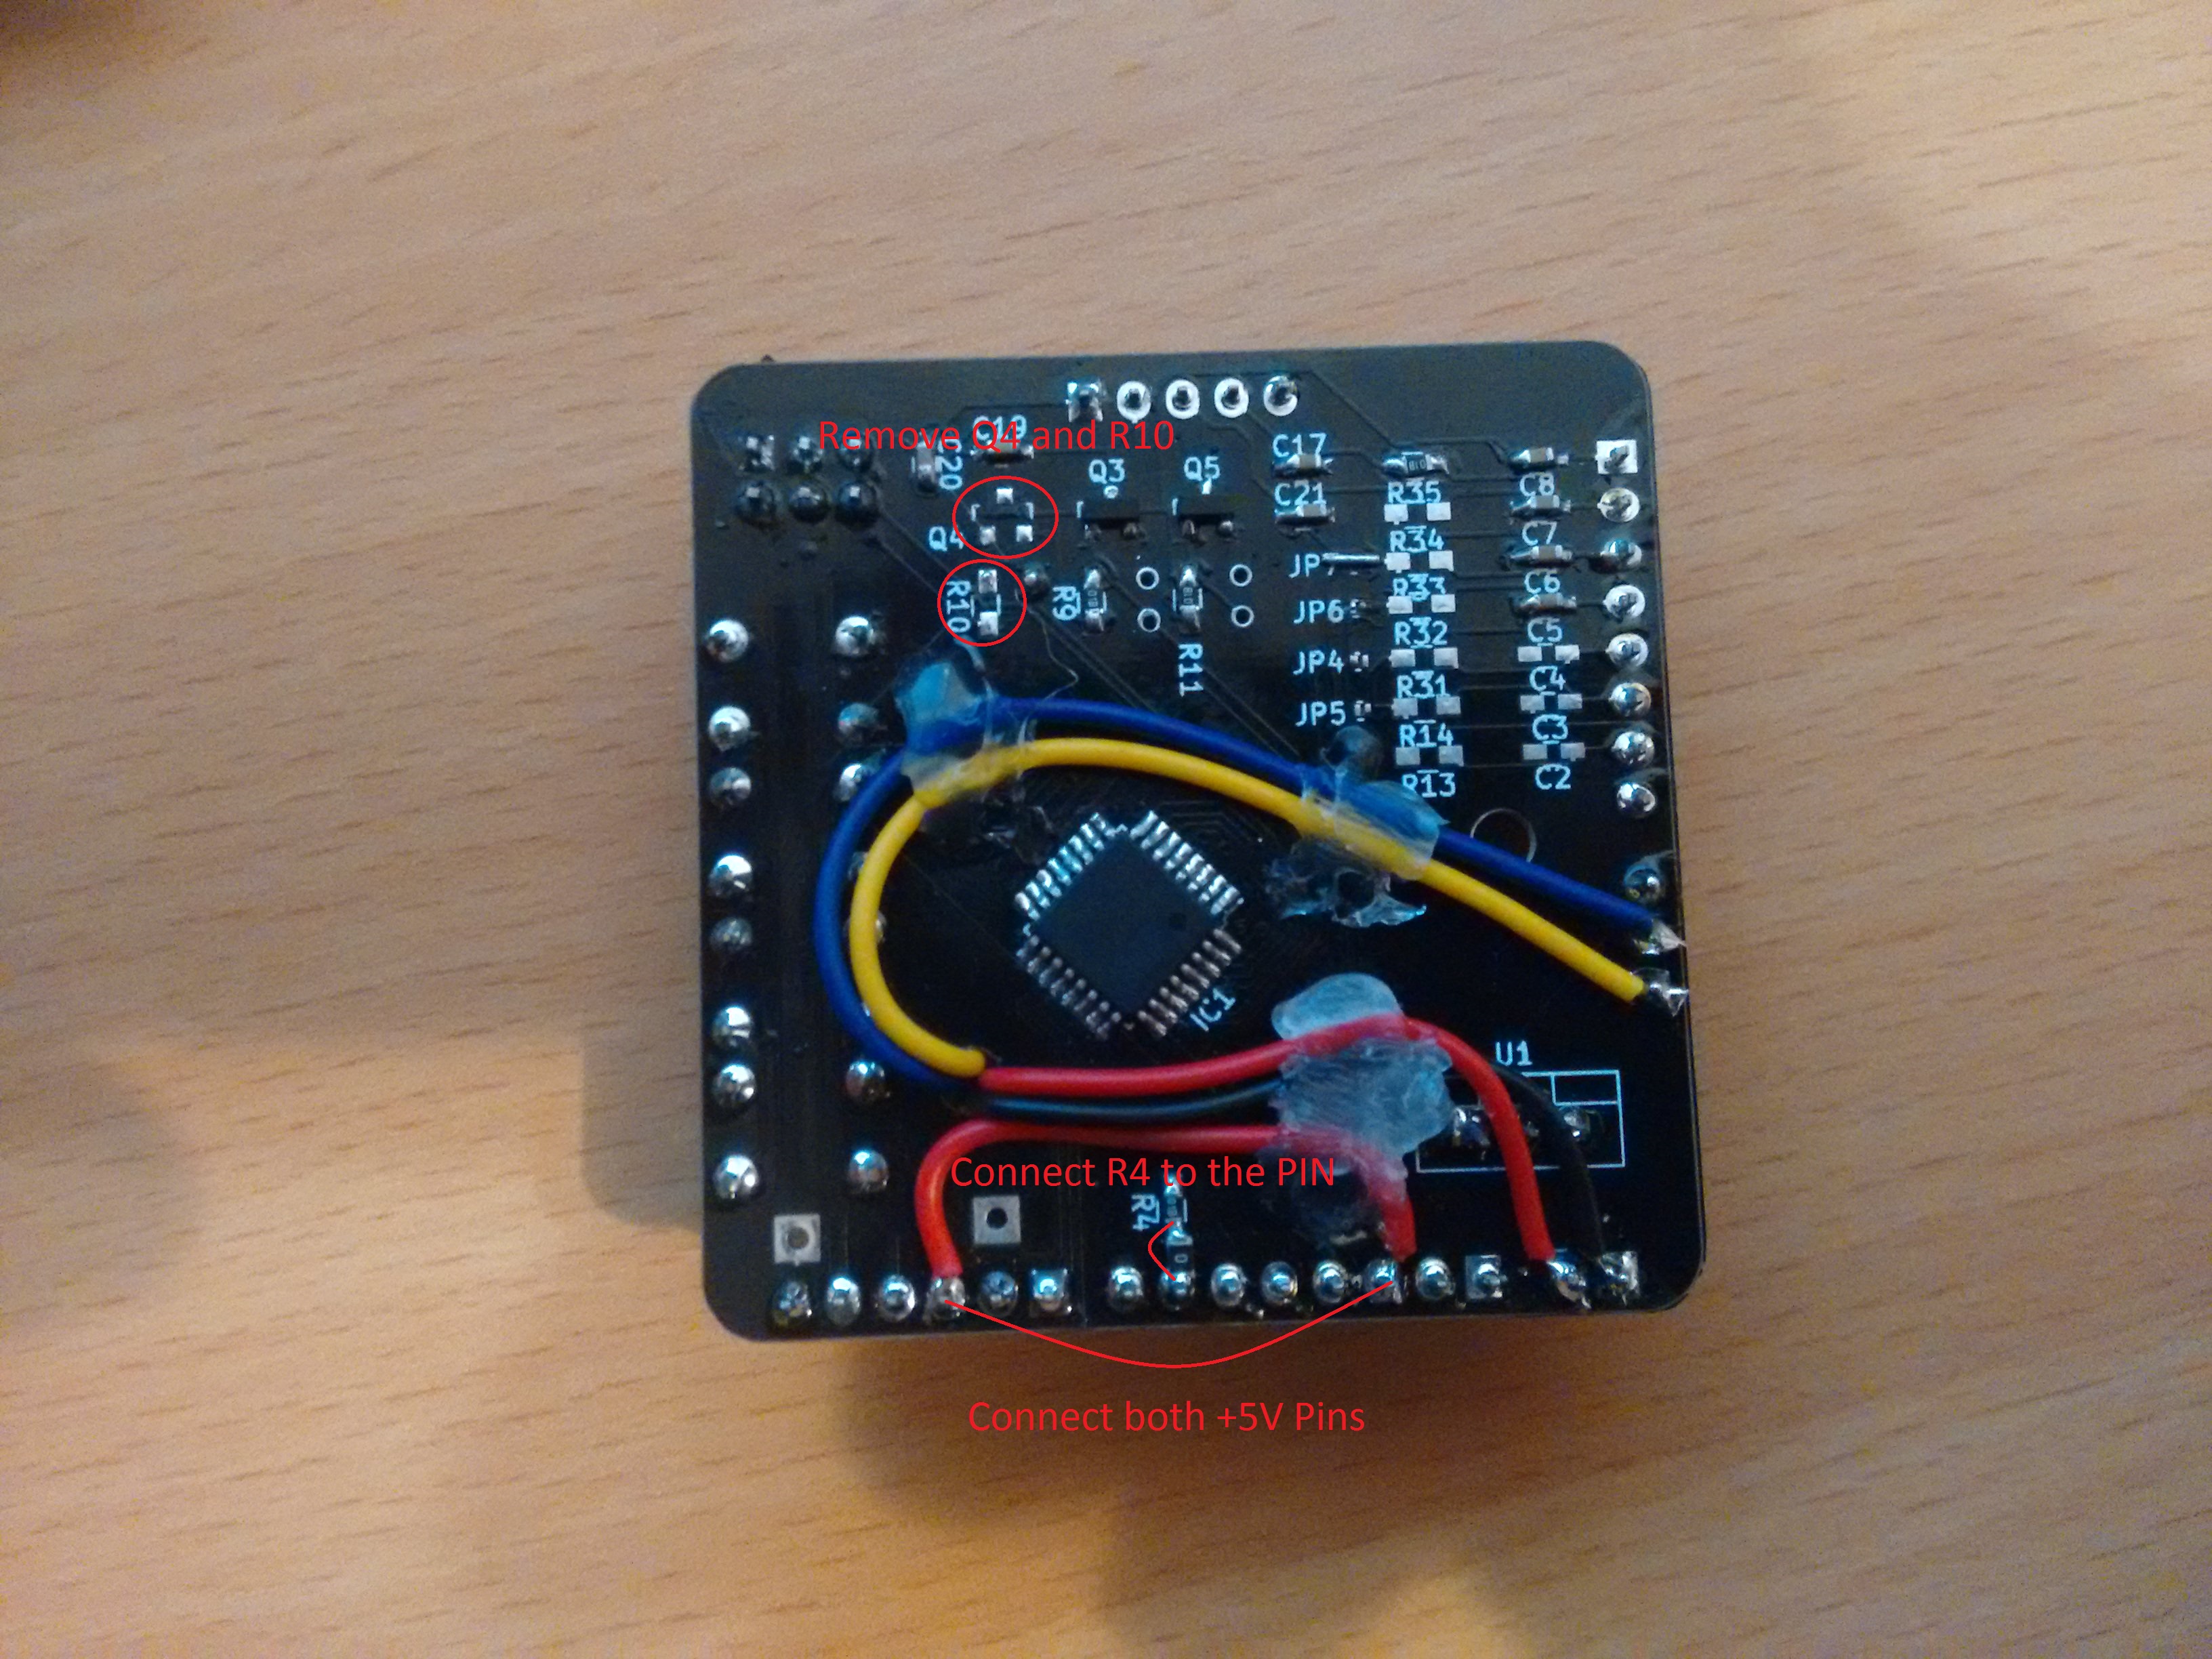 Remove Q4 and R10
C19
C20
Q3
Q5
C17
C21
R35
C8
Q4
R34
C7
JP7
R33
C6
R10
R9
JP6
R32
C5
R11
JP4
R31
C4
JP5
R14
C3
R13
C2
IC1
U1
Connect R4 to the PIN
R4
Connect both +5V Pins